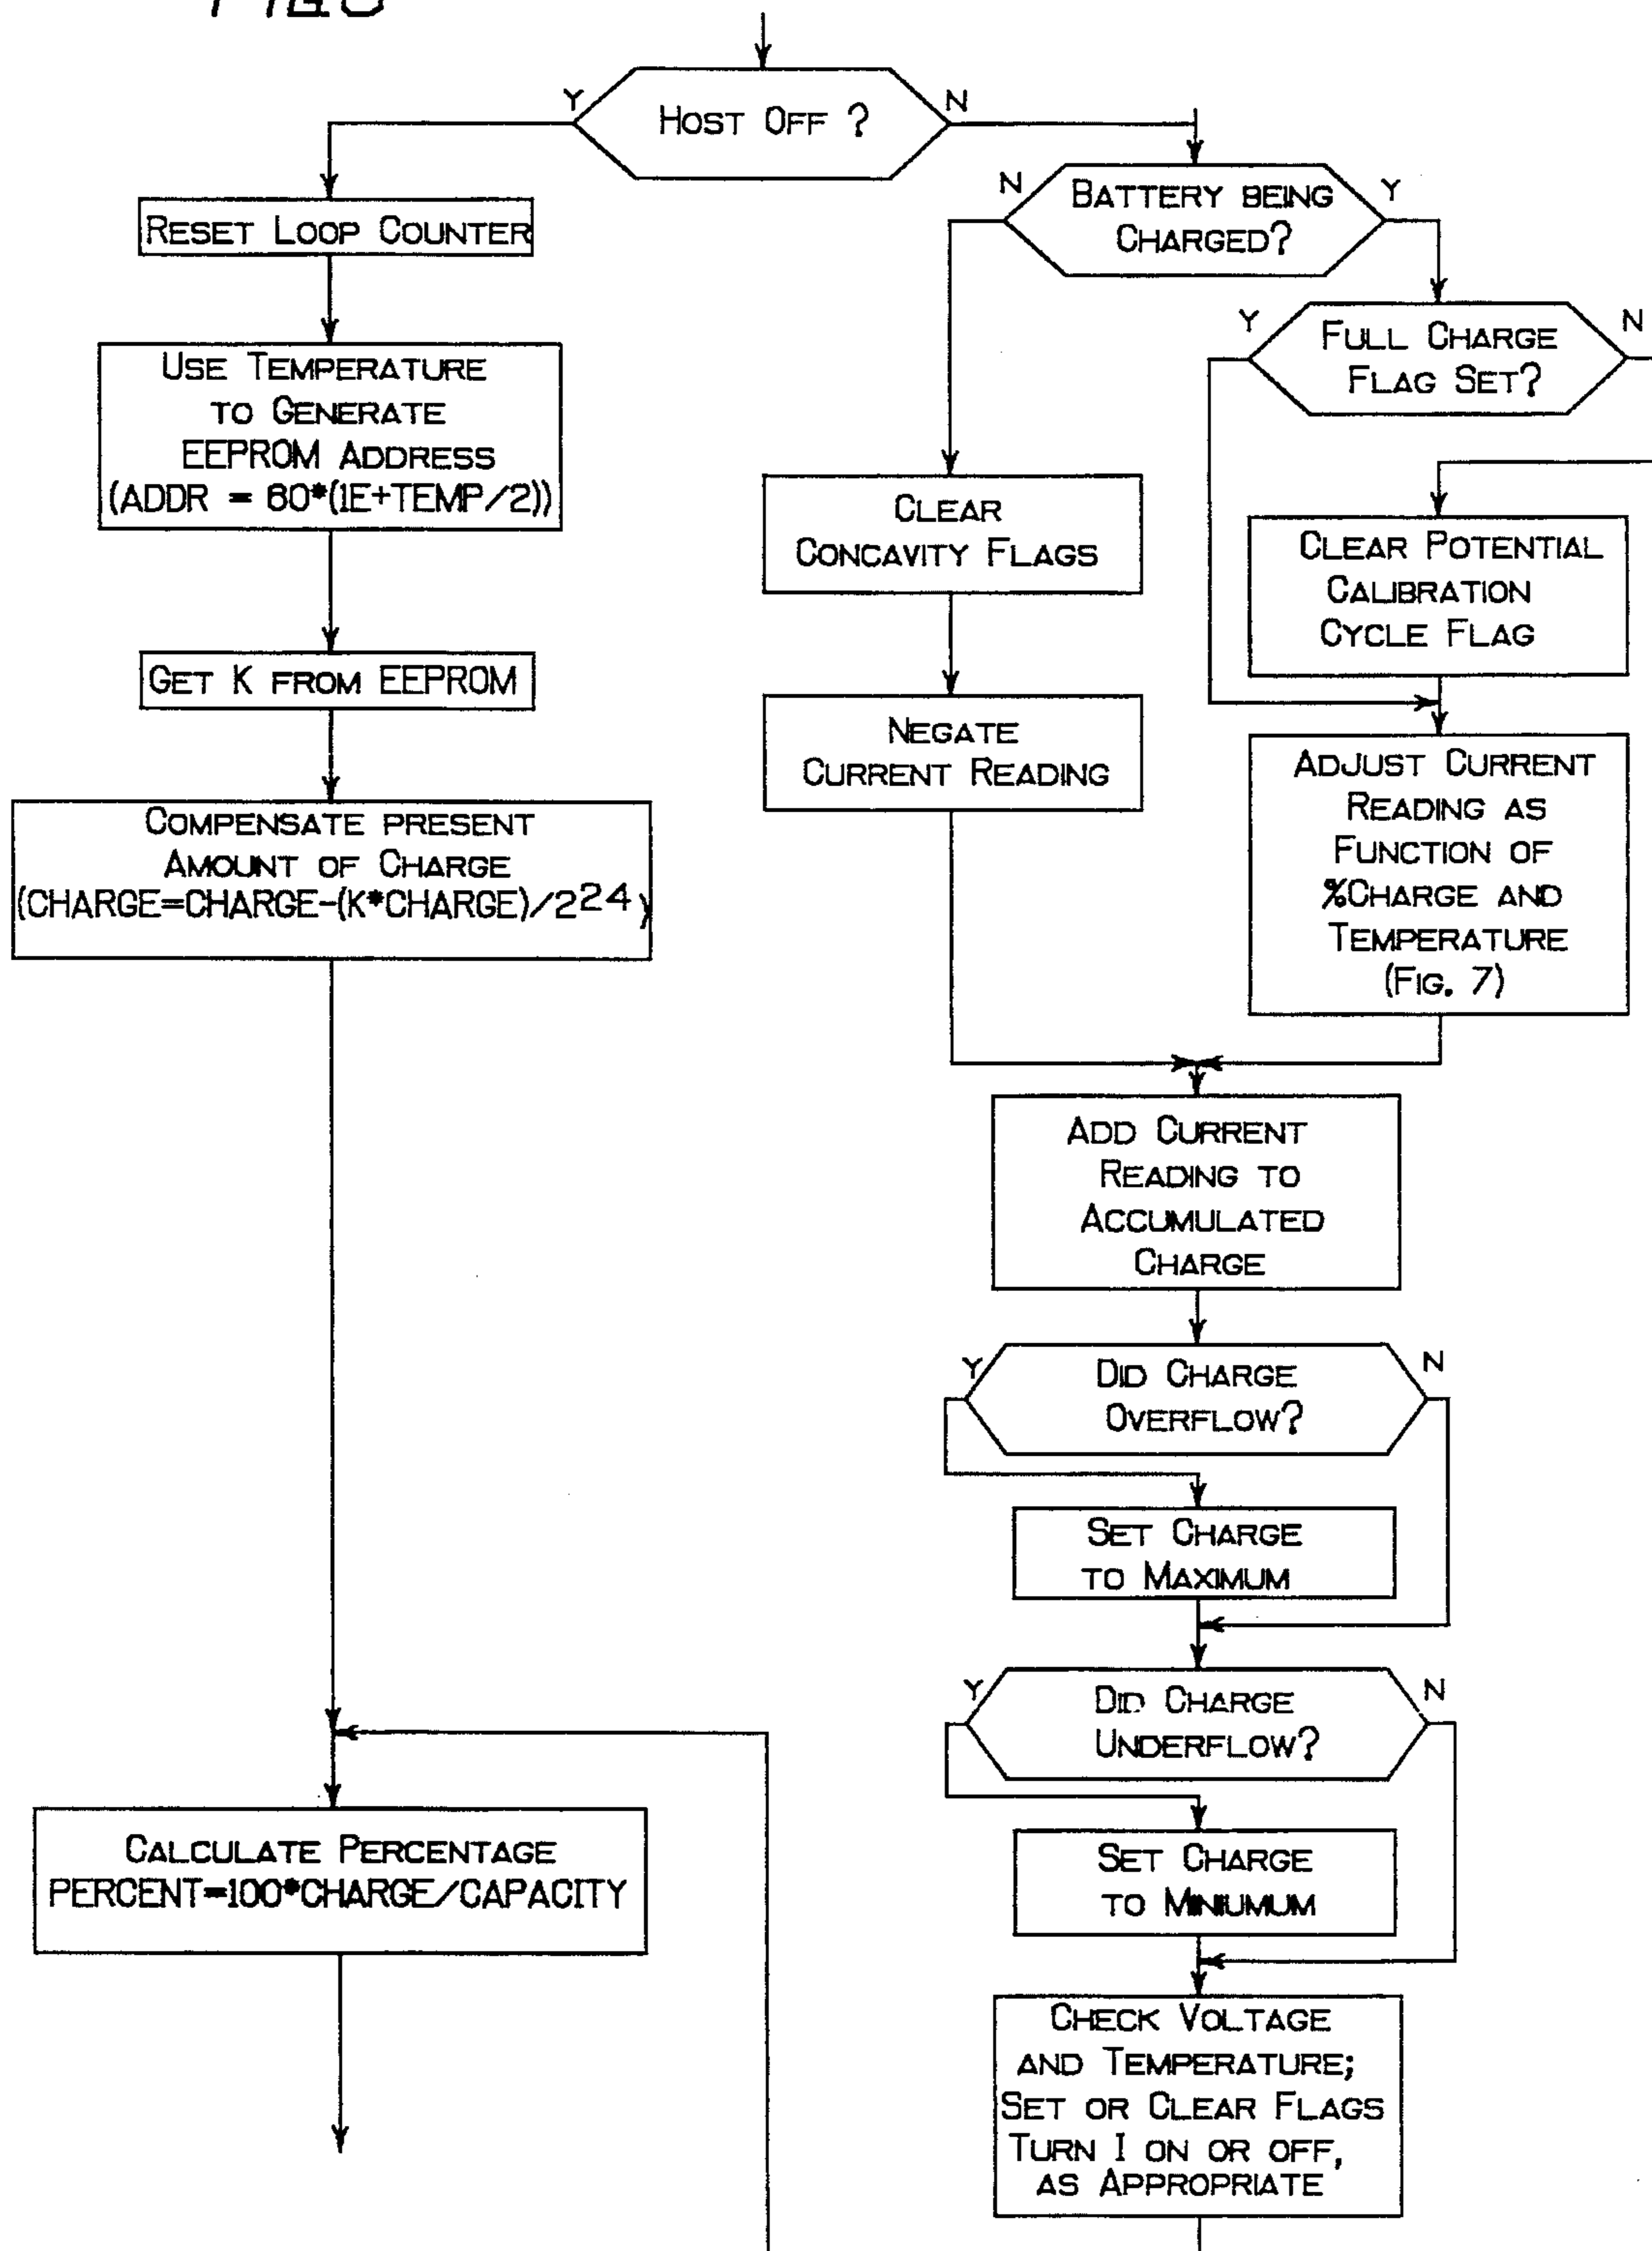 HOST OFF ?
Y
N
RESET LOOP COUNTER
USE TEMPERATURE
TO GENERATE
EEPROM ADDRESS
(ADDR = 60*(1E+TEMP/2))
GET K FROM EEPROM
COMPENSATE PRESENT
AMOUNT OF CHARGE
(CHARGE=CHARGE-(K*CHARGE)/2^24)
CALCULATE PERCENTAGE
PERCENT=100*CHARGE/CAPACITY
BATTERY BEING
CHARGED?
N
Y
CLEAR
CONCAVITY FLAGS
NEGATE
CURRENT READING
FULL CHARGE
FLAG SET?
Y
N
CLEAR POTENTIAL
CALIBRATION
CYCLE FLAG
ADJUST CURRENT
READING AS
FUNCTION OF
%CHARGE AND
TEMPERATURE
(FIG. 7)
ADD CURRENT
READING TO
ACCUMULATED
CHARGE
DID CHARGE
OVERFLOW?
Y
N
SET CHARGE
TO MAXIMUM
DID CHARGE
UNDERFLOW?
Y
N
SET CHARGE
TO MINIUMUM
CHECK VOLTAGE
AND TEMPERATURE;
SET OR CLEAR FLAGS
TURN I ON OR OFF,
AS APPROPRIATE